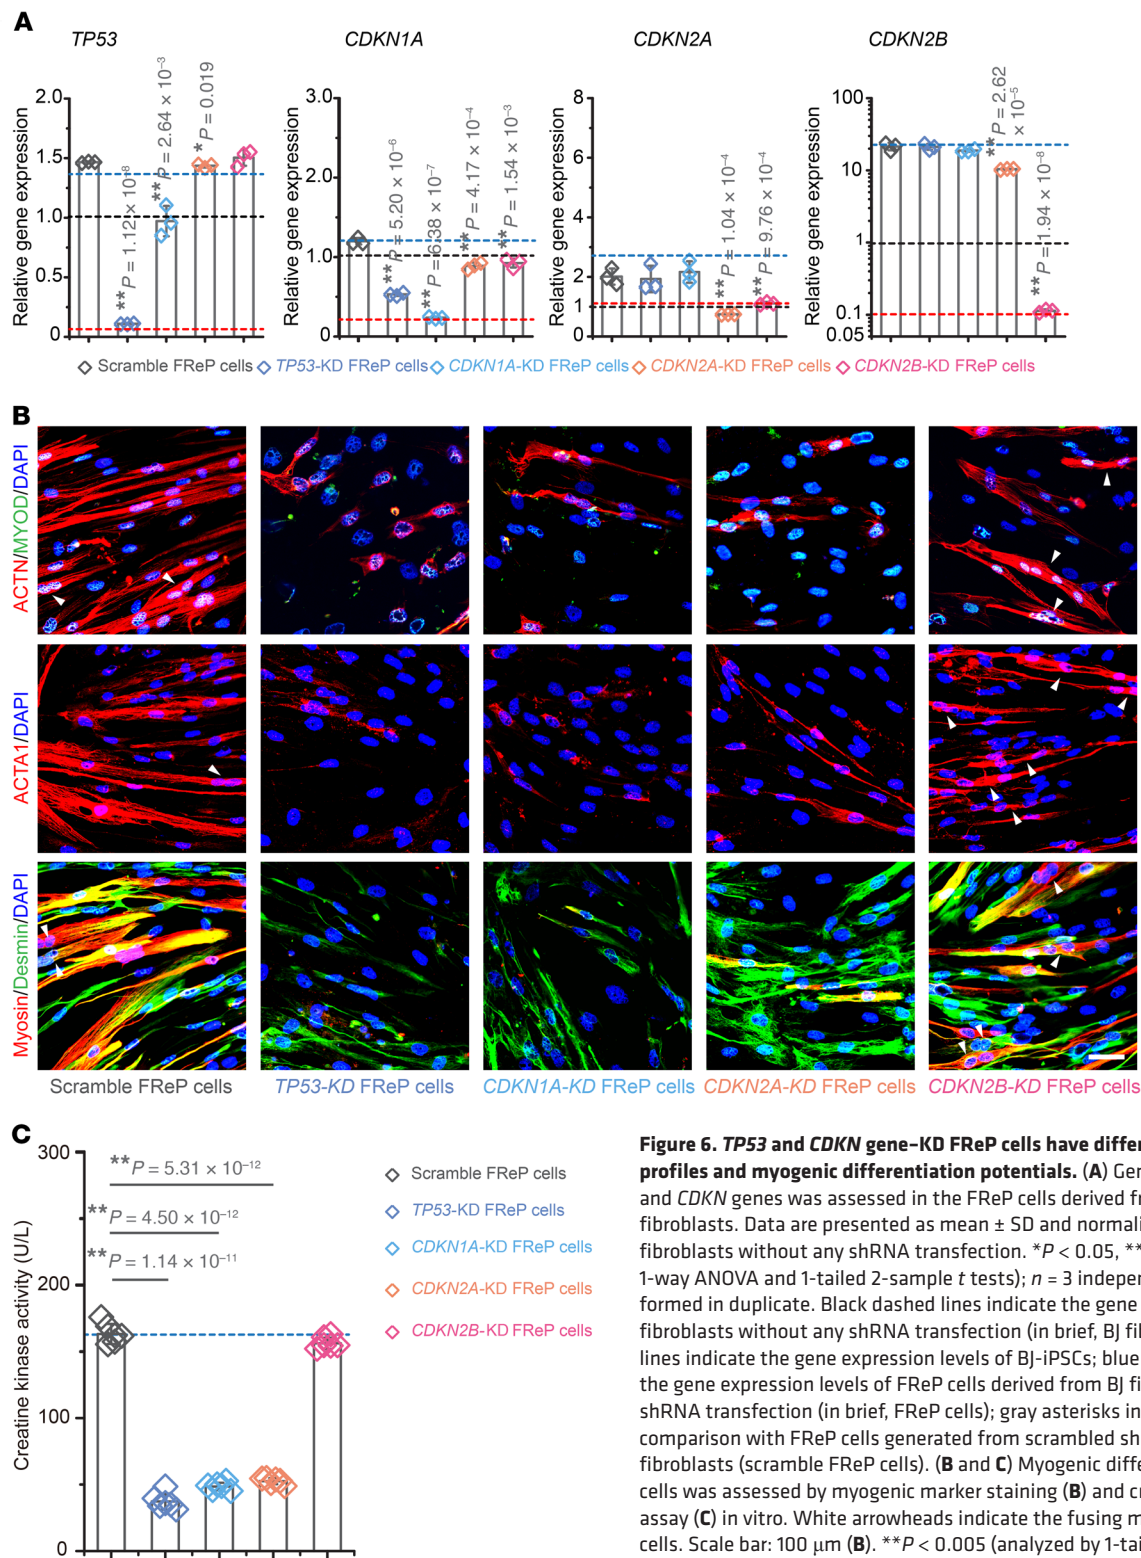 A
TP53
CDKN1A
CDKN2A
CDKN2B
Relative gene expression
2.0
1.5
1.0
0.5
0
**P = 1.12 × 10–8
**P = 2.64 × 10–3
*P = 0.019
Relative gene expression
3.0
2.0
1.0
0
**P = 5.20 × 10–6
**P = 6.38 × 10–7
**P = 4.17 × 10–4
**P = 1.54 × 10–3
Relative gene expression
8
6
4
2
0
**P = 1.04 × 10–4
**P = 9.76 × 10–4
Relative gene expression
100
10
1
0.1
0.05
**P = 2.62
× 10–5
**P = 1.94 × 10–8
Scramble FReP cells TP53-KD FReP cells CDKN1A-KD FReP cells CDKN2A-KD FReP cells CDKN2B-KD FReP cells
B
ACTN/MYOD/DAPI
ACTA1/DAPI
Myosin/Desmin/DAPI
Scramble FReP cells TP53-KD FReP cells CDKN1A-KD FReP cells CDKN2A-KD FReP cells CDKN2B-KD FReP cells
C
Creatine kinase activity (U/L)
300
200
100
0
**P = 5.31 × 10–12
**P = 4.50 × 10–12
**P = 1.14 × 10–11
Scramble FReP cells
TP53-KD FReP cells
CDKN1A-KD FReP cells
CDKN2A-KD FReP cells
CDKN2B-KD FReP cells
Figure 6. TP53 and CDKN gene–KD FReP cells have differ
profiles and myogenic differentiation potentials. (A) Gen
and CDKN genes was assessed in the FReP cells derived fr
fibroblasts. Data are presented as mean ± SD and normali
fibroblasts without any shRNA transfection. *P < 0.05, **
1-way ANOVA and 1-tailed 2-sample t tests); n = 3 indepen
formed in duplicate. Black dashed lines indicate the gene
fibroblasts without any shRNA transfection (in brief, BJ fil
lines indicate the gene expression levels of BJ-iPSCs; blue
the gene expression levels of FReP cells derived from BJ fi
shRNA transfection (in brief, FReP cells); gray asterisks in
comparison with FReP cells generated from scrambled sh
fibroblasts (scramble FReP cells). (B and C) Myogenic diffe
cells was assessed by myogenic marker staining (B) and cr
assay (C) in vitro. White arrowheads indicate the fusing m
cells. Scale bar: 100 μm (B). **P < 0.005 (analyzed by 1-tai